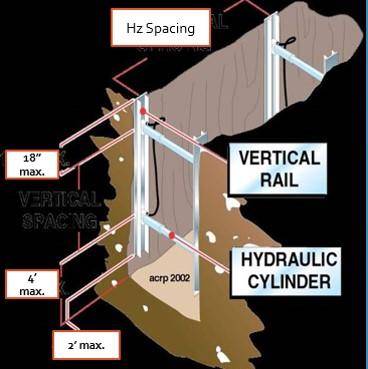 Hz Spacing
18"
max.
VERTICAL
SPACING
VERTICAL
RAIL
HYDRAULIC
CYLINDER
4'
max.
acrp 2002
2' max.